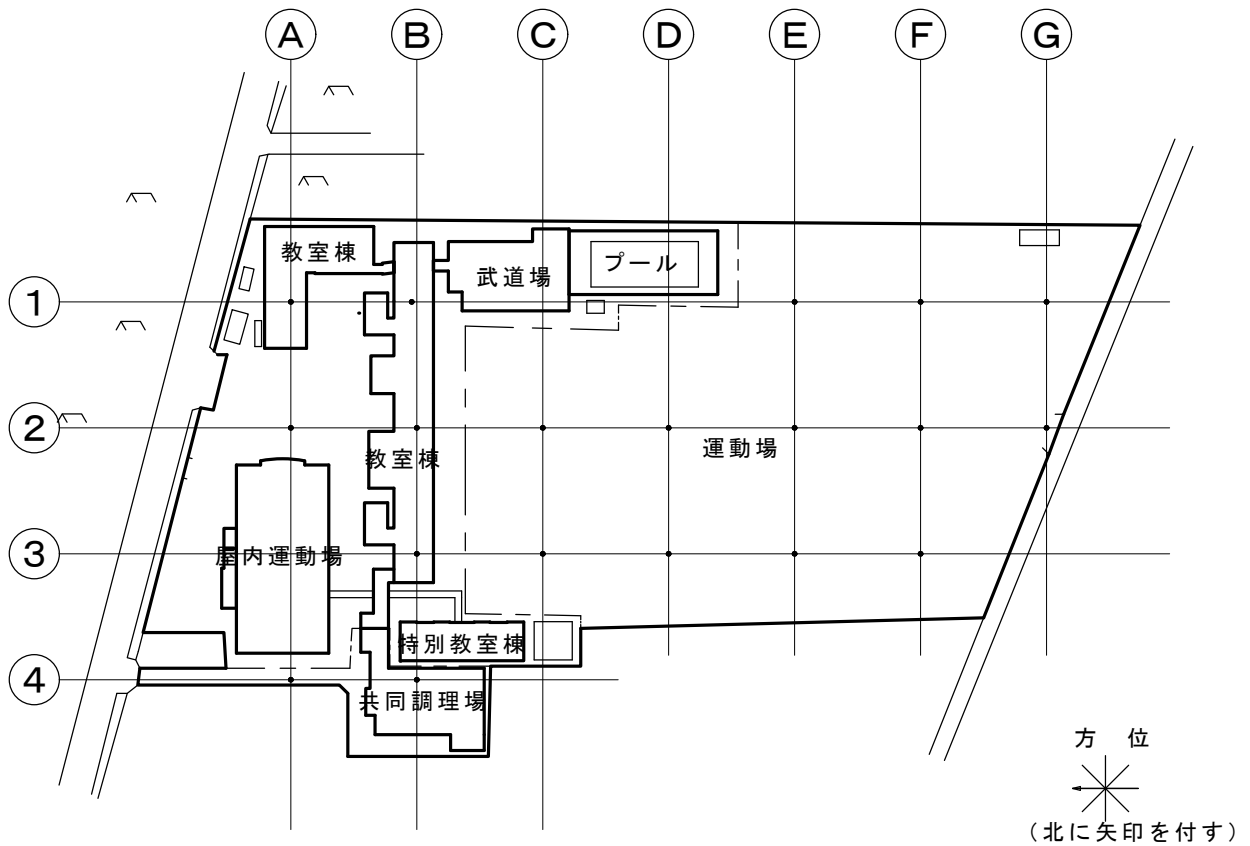 A B C D E F G
教室棟
武道場
プール
1
2
教室棟
運動場
3
屋内運動場
特別教室棟
4
共同調理場
方 位
(北に矢印を付す)